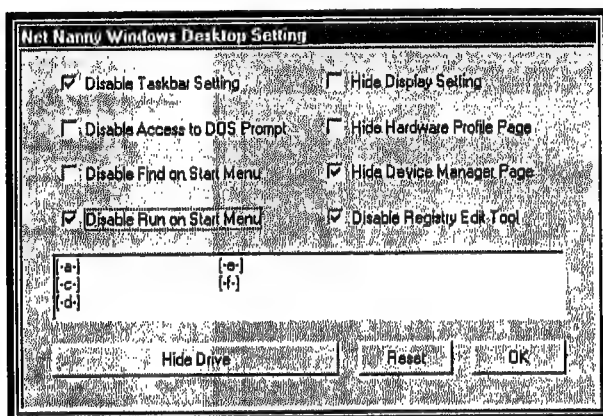 Net Nanny Windows Desktop Setting
Disable Taskbar Setting
Hide Display Setting
Disable Access to DOS Prompt
Hide Hardware Profile Page
Disable Find on Start Menu
Hide Device Manager Page
Disable Run on Start Menu
Disable Registry Edit Tool
[-a-] [-e-]
[-c-] [-f-]
[-d-]
Hide Drive Reset OK